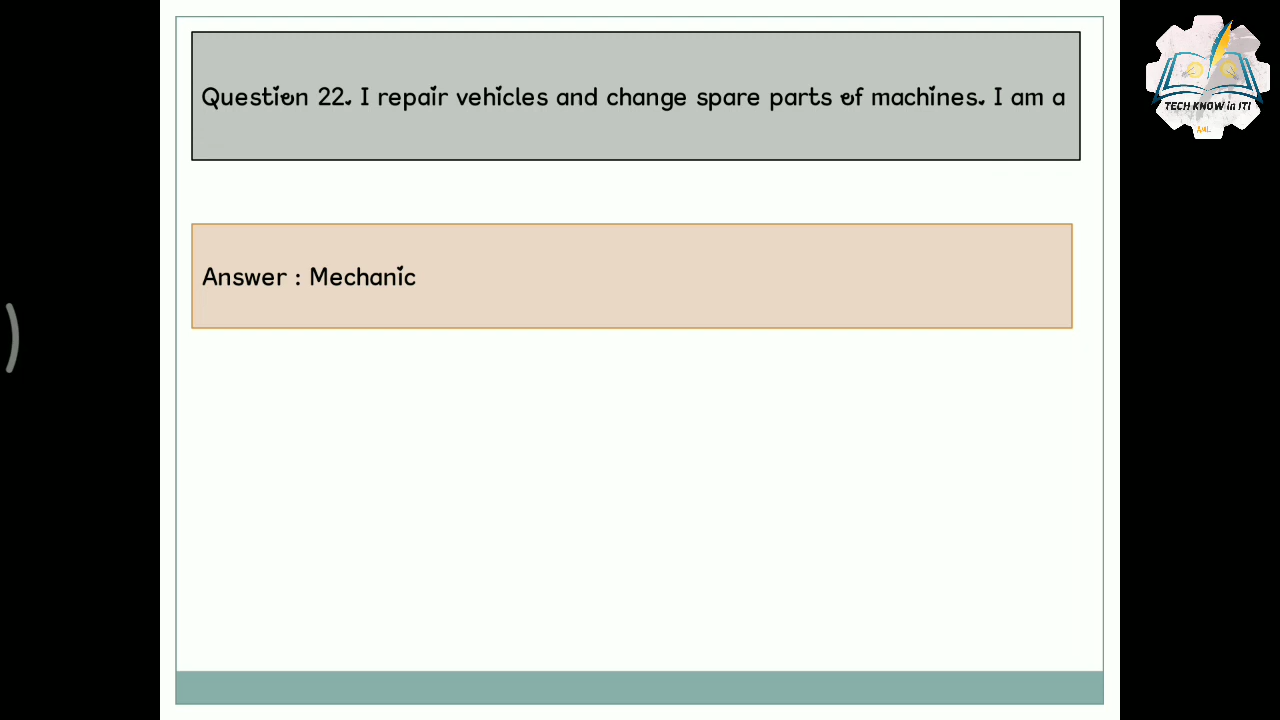 Question 22. I repair vehicles and change spare parts of machines. I am a
Answer : Mechanic
TECH KNOW in ITI